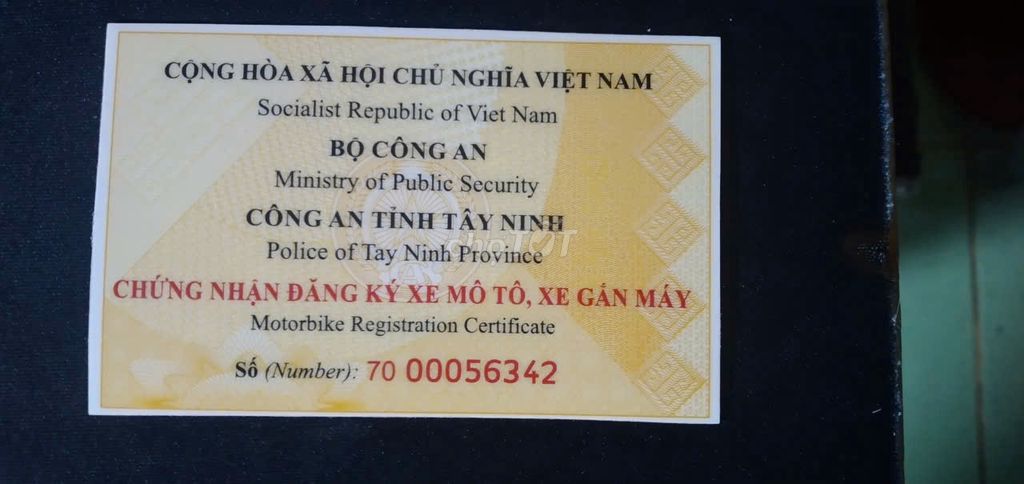 CỘNG HÒA XÃ HỘI CHỦ NGHĨA VIỆT NAM
Socialist Republic of Viet Nam
BỘ CÔNG AN
Ministry of Public Security
CÔNG AN TỈNH TÂY NINH
Police of Tay Ninh Province
choTỐT
CHỨNG NHẬN ĐĂNG KÝ XE MÔ TÔ, XE GẮN MÁY
Motorbike Registration Certificate
Số (Number): 70 00056342